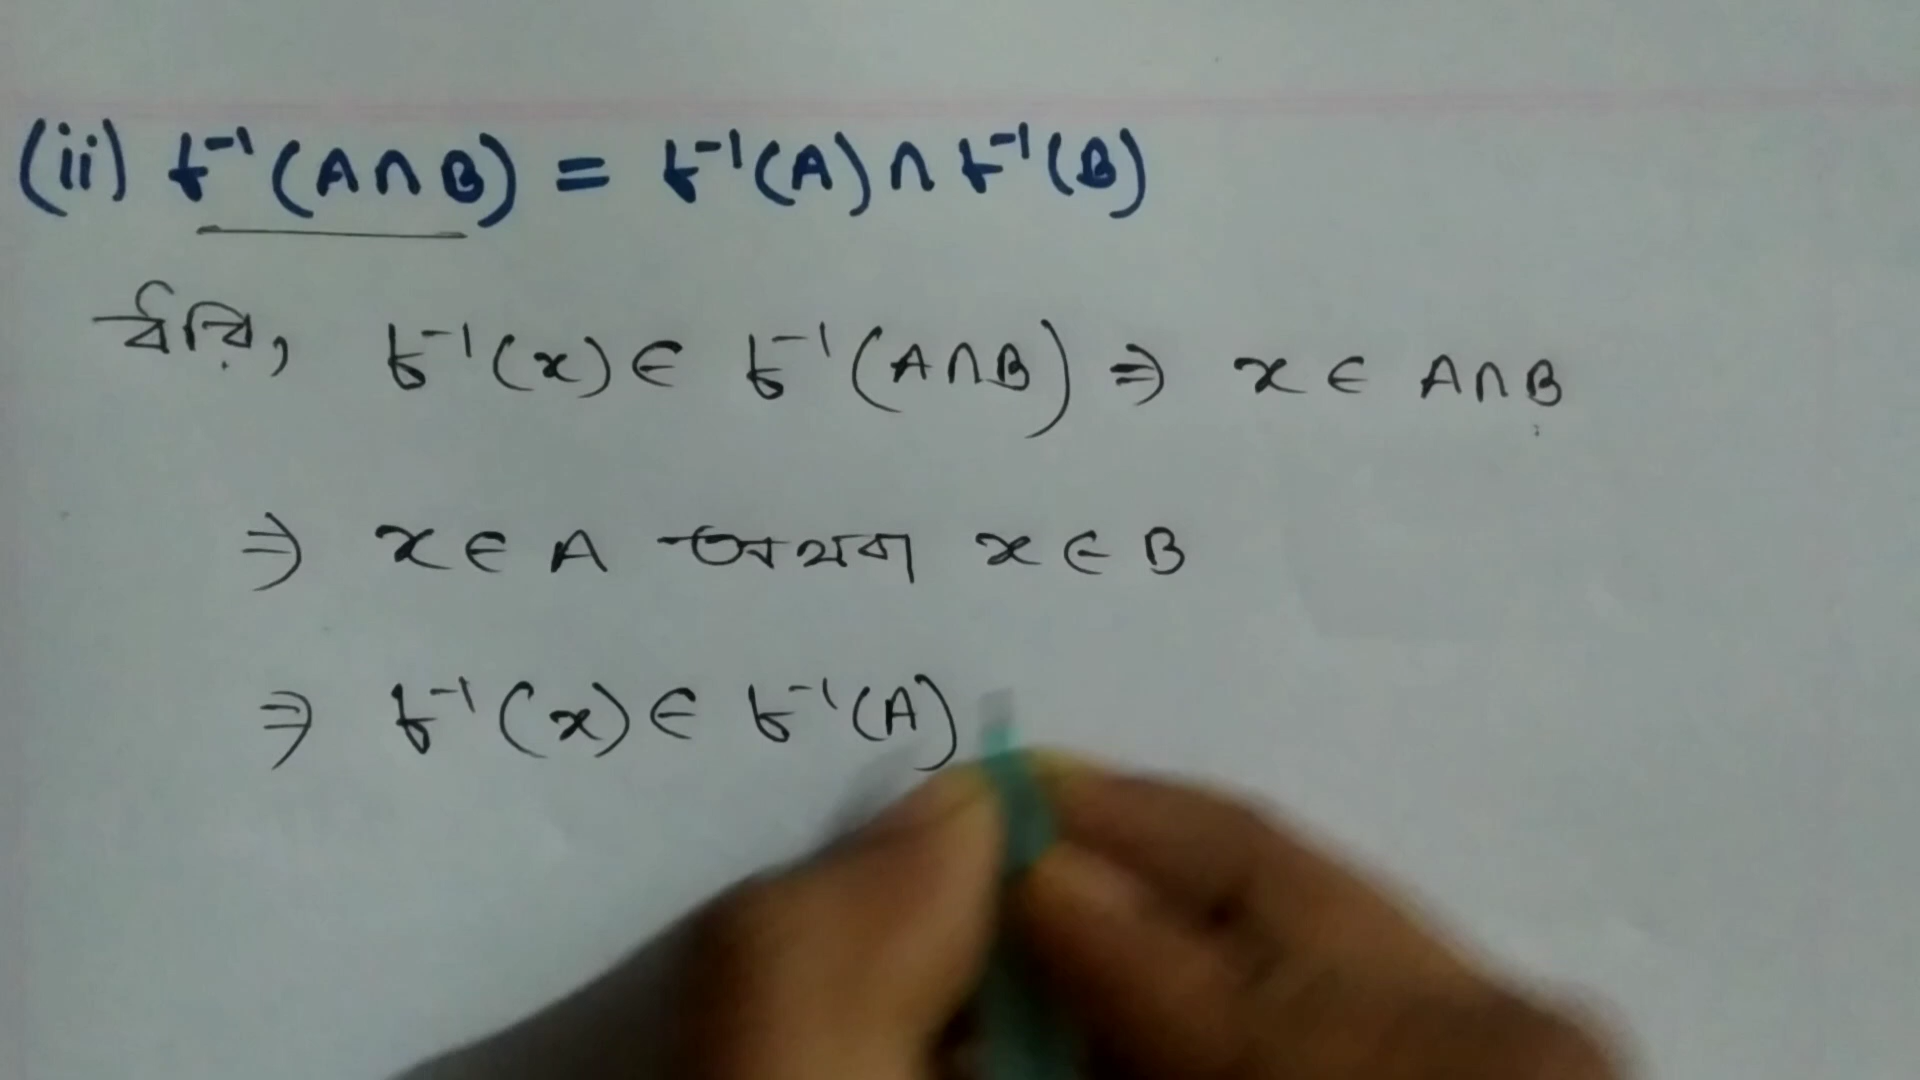 (ii) f⁻¹(A∩B) = f⁻¹(A)∩f⁻¹(B)
ধরি, f⁻¹(x)∈ f⁻¹(A∩B) ⇒ x∈ A∩B
⇒ x∈A অথবা x∈B
⇒ f⁻¹(x)∈ f⁻¹(A)